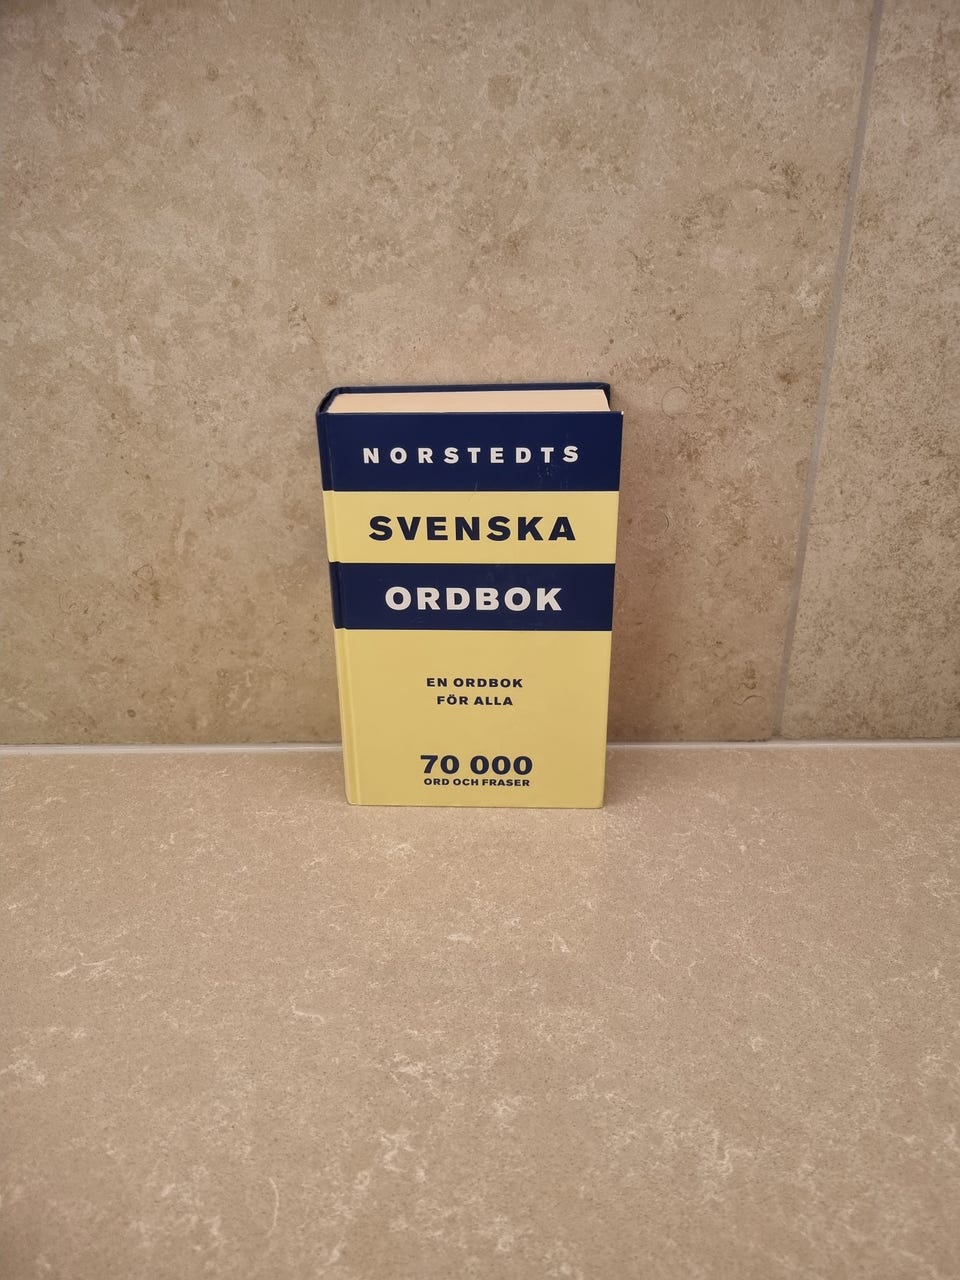 NORSTEDTS
SVENSKA
ORDBOK
EN ORDBOK
FÖR ALLA
70 000
ORD OCH FRASER